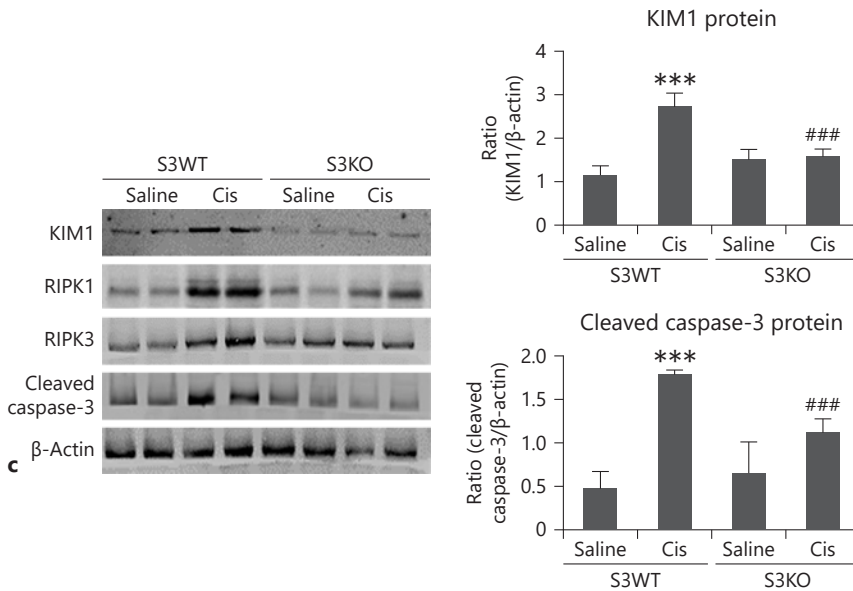 S3WT S3KO
Saline Cis Saline Cis
KIM1
RIPK1
RIPK3
Cleaved
caspase-3
β-Actin
c
KIM1 protein
Ratio
(KIM1/β-actin)
4
3
2
1
0
***
###
Saline Cis Saline Cis
S3WT S3KO
Cleaved caspase-3 protein
Ratio (cleaved
caspase-3/β-actin)
2.0
1.5
1.0
0.5
0
***
###
Saline Cis Saline Cis
S3WT S3KO